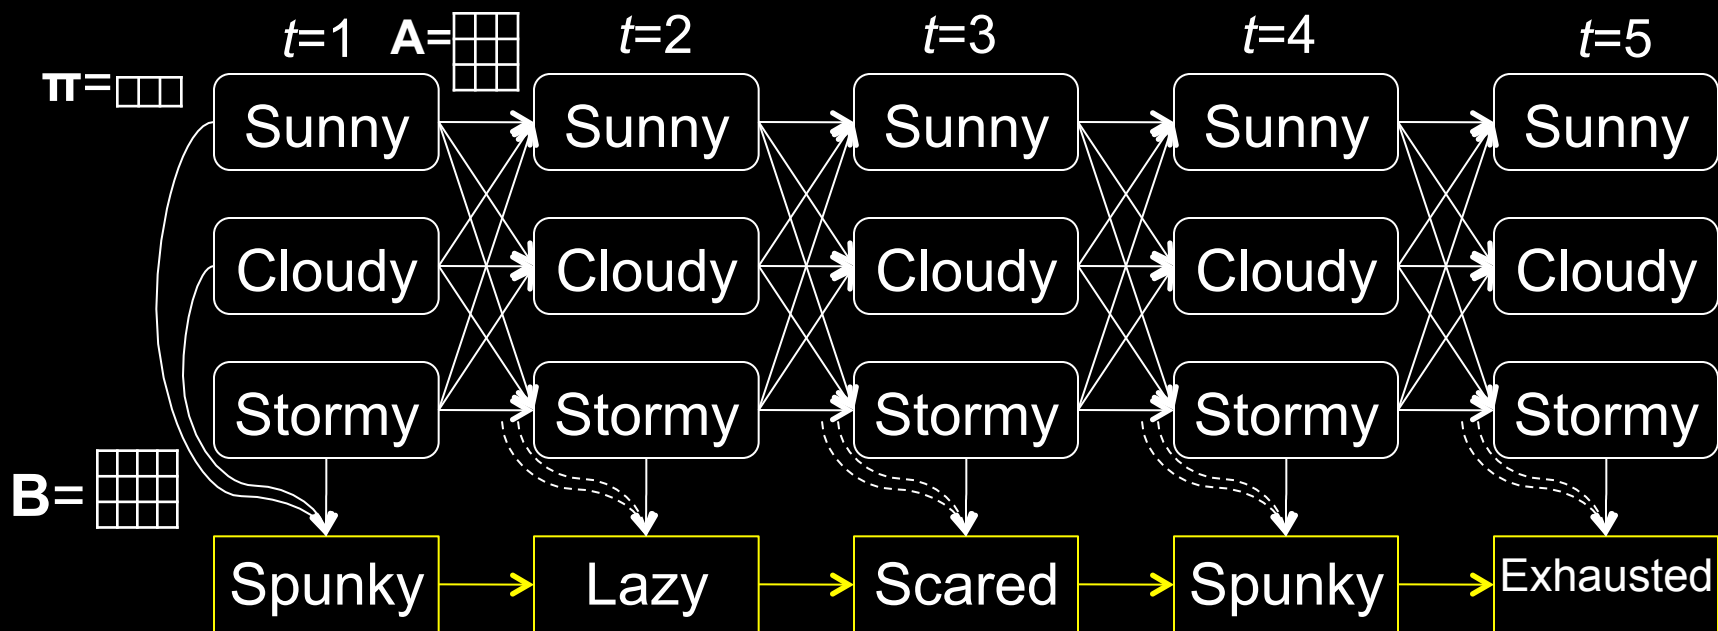 t=1 A= t=2 t=3 t=4 t=5
π=
Sunny Sunny Sunny Sunny Sunny
Cloudy Cloudy Cloudy Cloudy Cloudy
Stormy Stormy Stormy Stormy Stormy
B=
Spunky Lazy Scared Spunky Exhausted